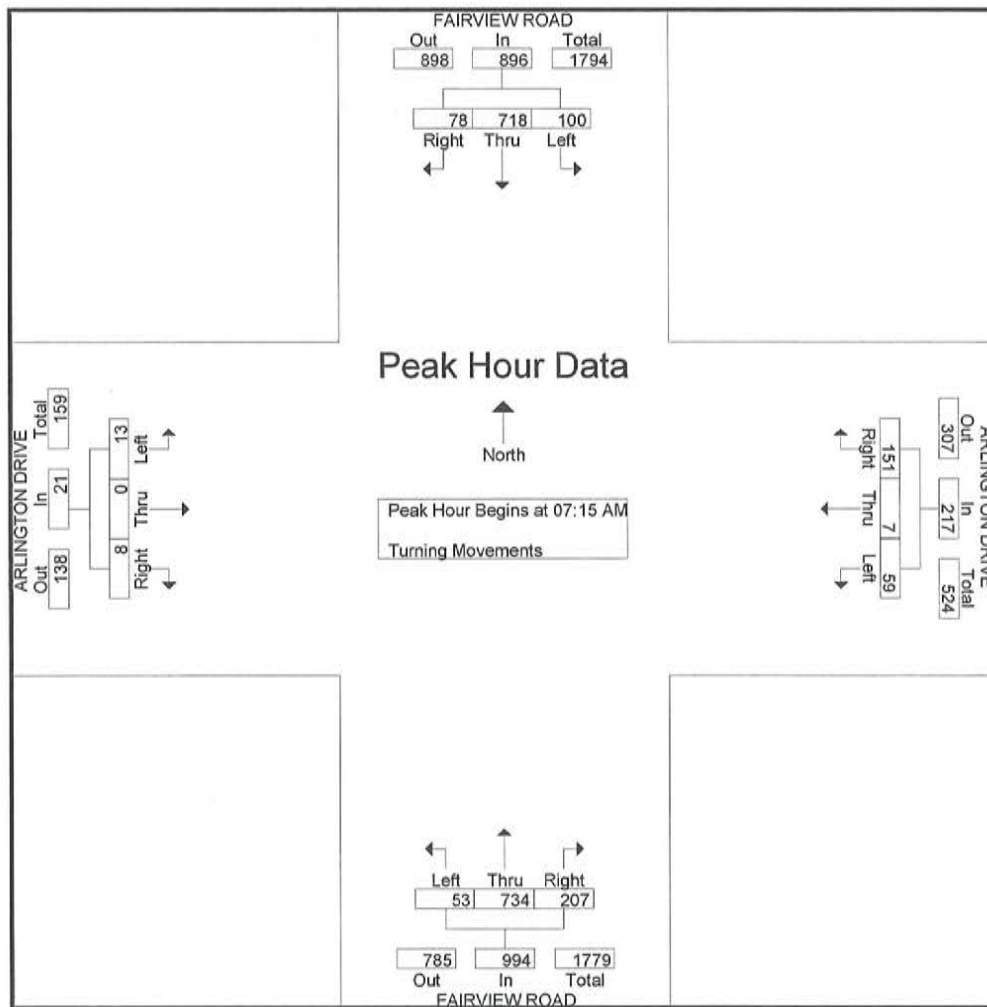 FAIRVIEW ROAD
Out In Total
898 896 1794
78 718 100
Right Thru Left
Peak Hour Data
North
Peak Hour Begins at 07:15 AM
Turning Movements
ARLINGTON DRIVE
Total In Out
159 21 138
13 0 8
Left Thru Right
ARLINGTON DRIVE
Out In Total
307 217 524
151 7 59
Right Thru Left
Left Thru Right
53 734 207
785 994 1779
Out In Total
FAIRVIEW ROAD